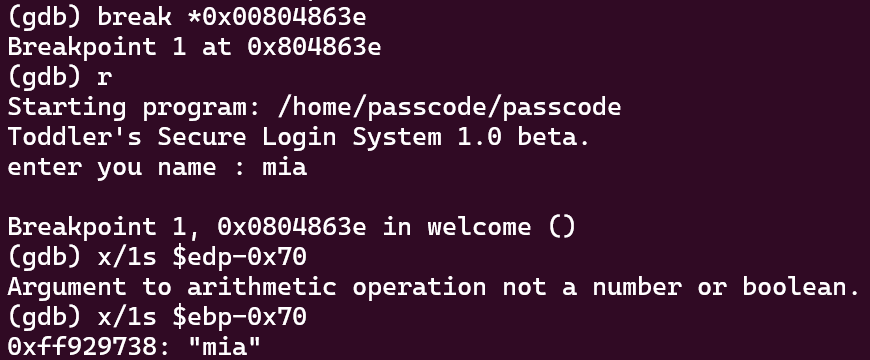 (gdb) break *0x00804863e
Breakpoint 1 at 0x804863e
(gdb) r
Starting program: /home/passcode/passcode
Toddler's Secure Login System 1.0 beta.
enter you name : mia
Breakpoint 1, 0x0804863e in welcome ()
(gdb) x/1s $edp-0x70
Argument to arithmetic operation not a number or boolean.
(gdb) x/1s $ebp-0x70
0xff929738: "mia"